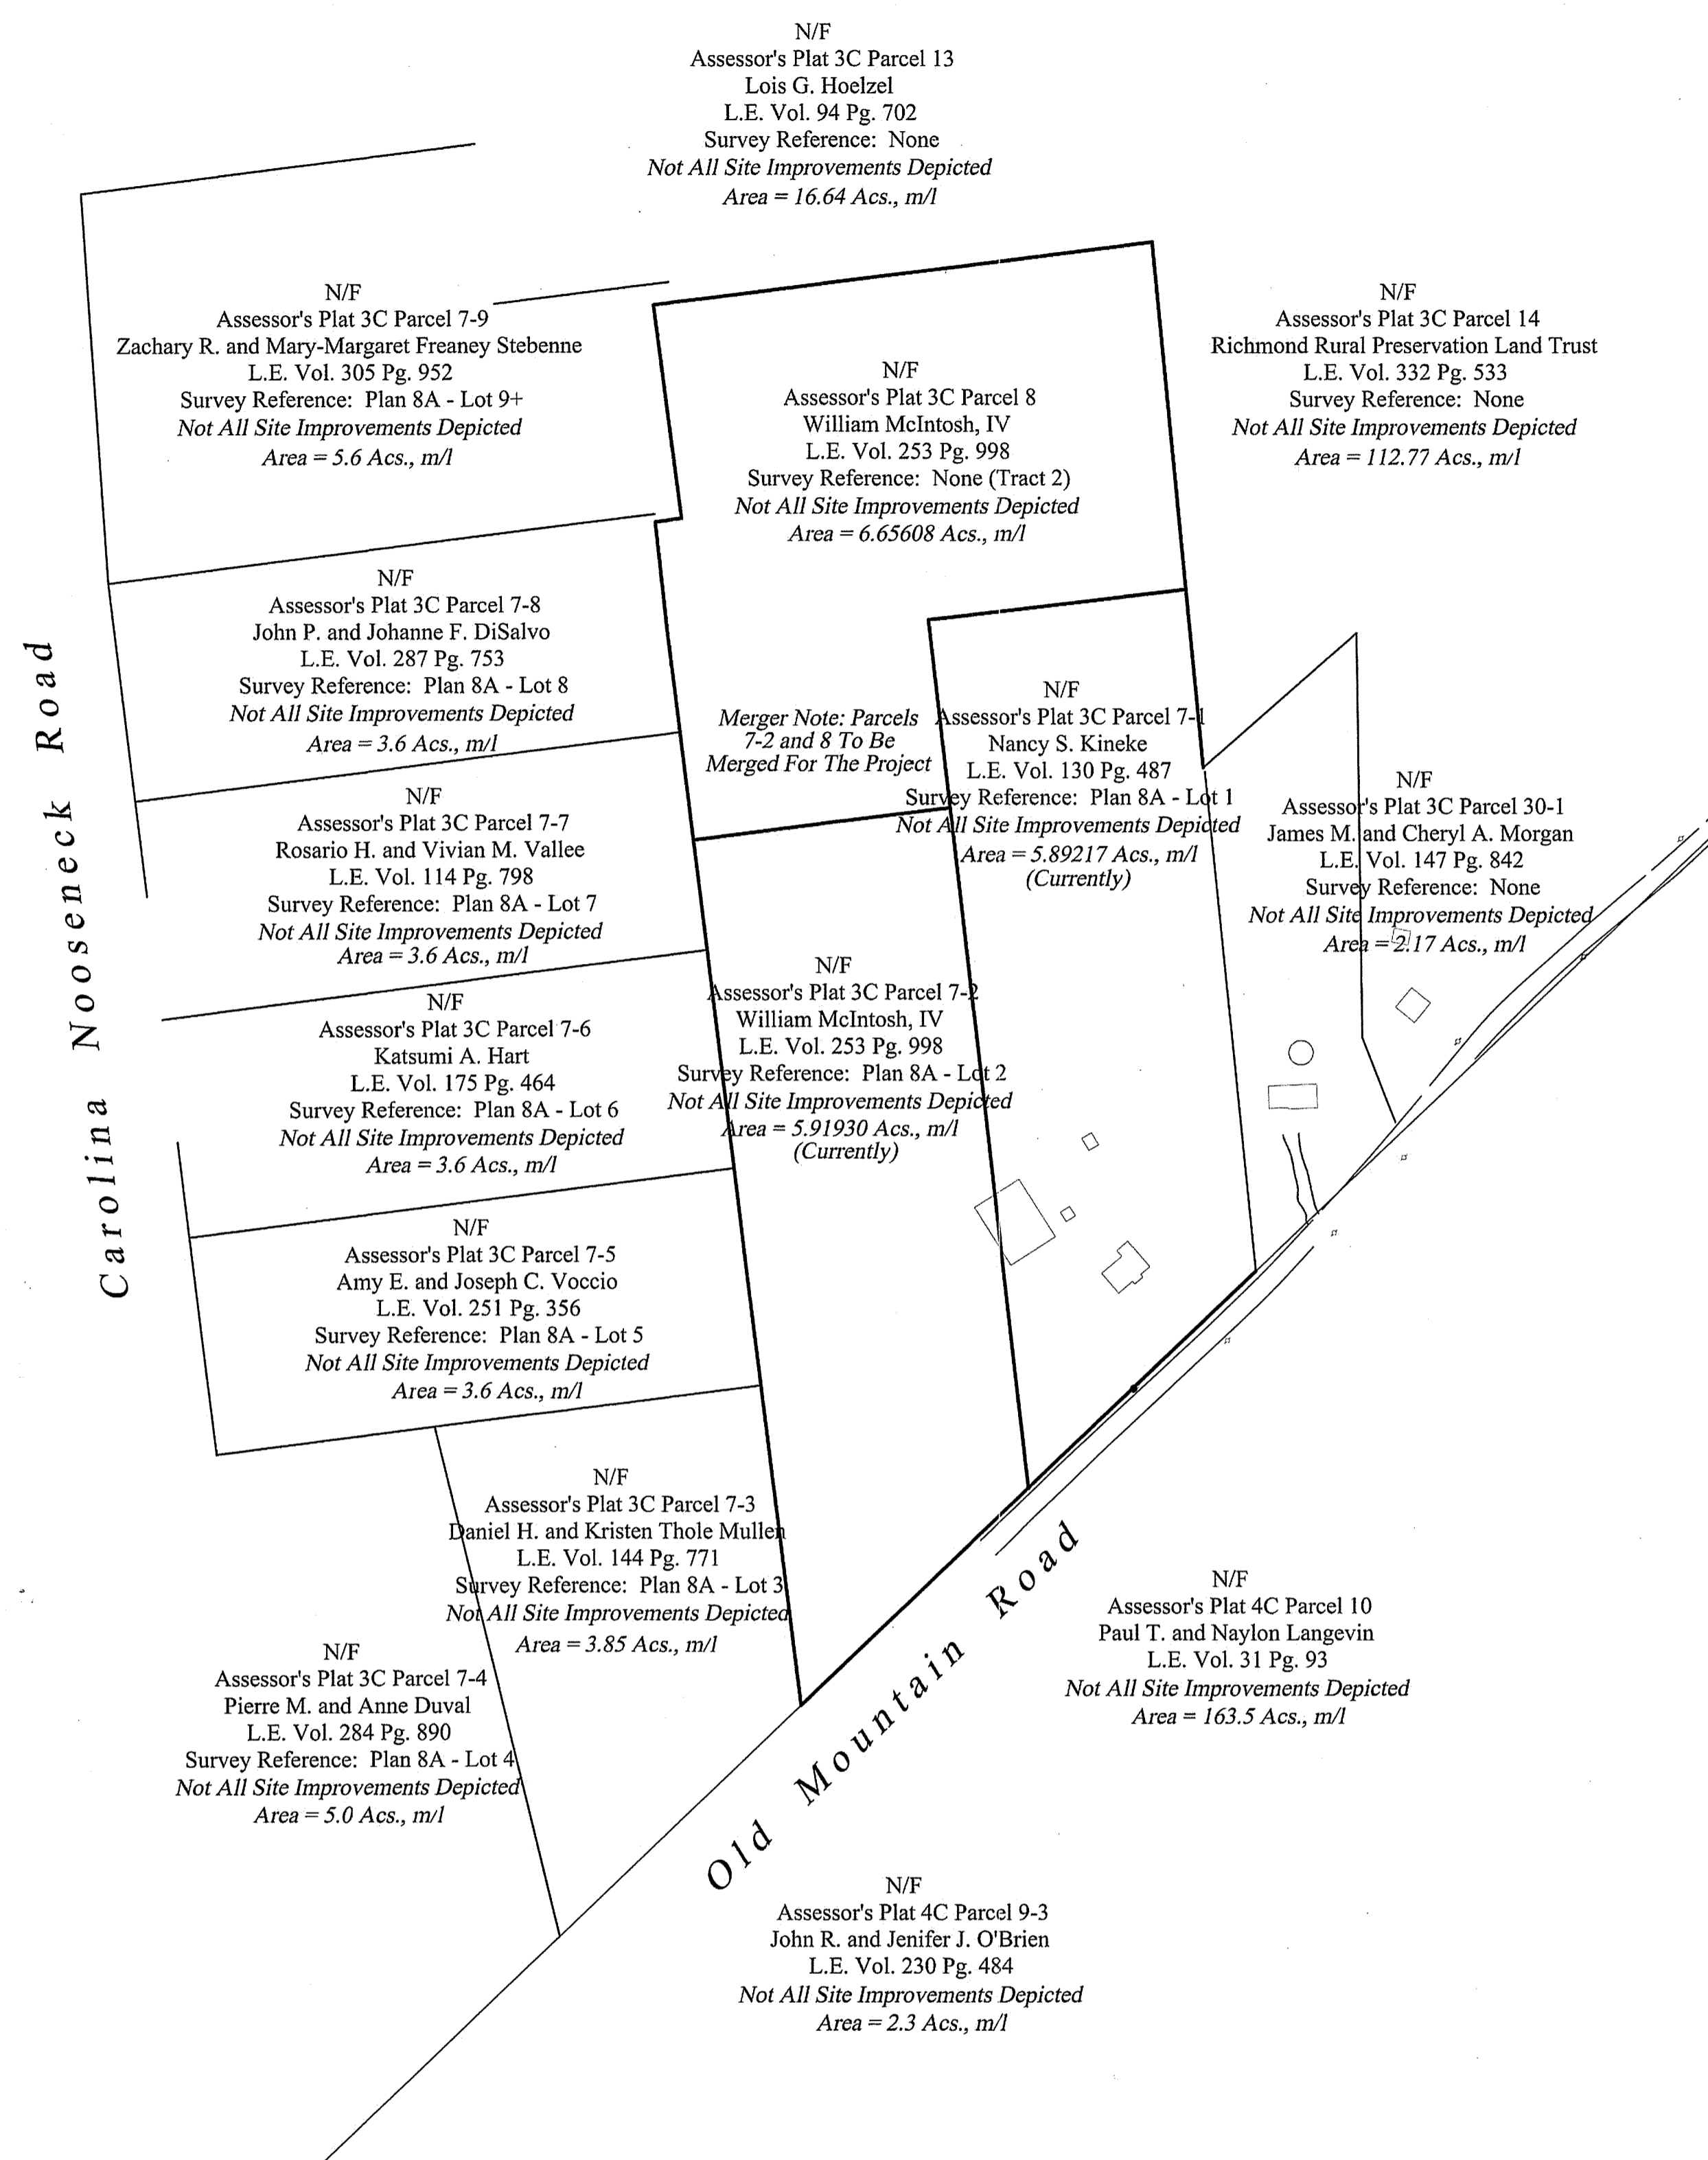 N/F
Assessor's Plat 3C Parcel 13
Lois G. Hoelzel
L.E. Vol. 94 Pg. 702
Survey Reference: None
Not All Site Improvements Depicted
Area = 16.64 Acs., m/l
N/F
Assessor's Plat 3C Parcel 7-9
Zachary R. and Mary-Margaret Freaney Stebenne
L.E. Vol. 305 Pg. 952
Survey Reference: Plan 8A - Lot 9+
Not All Site Improvements Depicted
Area = 5.6 Acs., m/l
N/F
Assessor's Plat 3C Parcel 8
William McIntosh, IV
L.E. Vol. 253 Pg. 998
Survey Reference: None (Tract 2)
Not All Site Improvements Depicted
Area = 6.65608 Acs., m/l
N/F
Assessor's Plat 3C Parcel 14
Richmond Rural Preservation Land Trust
L.E. Vol. 332 Pg. 533
Survey Reference: None
Not All Site Improvements Depicted
Area = 112.77 Acs., m/l
N/F
Assessor's Plat 3C Parcel 7-8
John P. and Johanne F. DiSalvo
L.E. Vol. 287 Pg. 753
Survey Reference: Plan 8A - Lot 8
Not All Site Improvements Depicted
Area = 3.6 Acs., m/l
Merger Note: Parcels
7-2 and 8 To Be
Merged For The Project
N/F
Assessor's Plat 3C Parcel 7-1
Nancy S. Kineke
L.E. Vol. 130 Pg. 487
Survey Reference: Plan 8A - Lot 1
Not All Site Improvements Depicted
Area = 5.89217 Acs., m/l
(Currently)
N/F
Assessor's Plat 3C Parcel 30-1
James M. and Cheryl A. Morgan
L.E. Vol. 147 Pg. 842
Survey Reference: None
Not All Site Improvements Depicted
Area = 2.17 Acs., m/l
N/F
Assessor's Plat 3C Parcel 7-7
Rosario H. and Vivian M. Vallee
L.E. Vol. 114 Pg. 798
Survey Reference: Plan 8A - Lot 7
Not All Site Improvements Depicted
Area = 3.6 Acs., m/l
Carolina Nooseneck Road
N/F
Assessor's Plat 3C Parcel 7-6
Katsumi A. Hart
L.E. Vol. 175 Pg. 464
Survey Reference: Plan 8A - Lot 6
Not All Site Improvements Depicted
Area = 3.6 Acs., m/l
N/F
Assessor's Plat 3C Parcel 7-2
William McIntosh, IV
L.E. Vol. 253 Pg. 998
Survey Reference: Plan 8A - Lot 2
Not All Site Improvements Depicted
Area = 5.91930 Acs., m/l
(Currently)
N/F
Assessor's Plat 3C Parcel 7-5
Amy E. and Joseph C. Voccio
L.E. Vol. 251 Pg. 356
Survey Reference: Plan 8A - Lot 5
Not All Site Improvements Depicted
Area = 3.6 Acs., m/l
N/F
Assessor's Plat 3C Parcel 7-3
Daniel H. and Kristen Thole Mullen
L.E. Vol. 144 Pg. 771
Survey Reference: Plan 8A - Lot 3
Not All Site Improvements Depicted
Area = 3.85 Acs., m/l
N/F
Assessor's Plat 3C Parcel 7-4
Pierre M. and Anne Duval
L.E. Vol. 284 Pg. 890
Survey Reference: Plan 8A - Lot 4
Not All Site Improvements Depicted
Area = 5.0 Acs., m/l
Old Mountain Road
N/F
Assessor's Plat 4C Parcel 10
Paul T. and Naylon Langevin
L.E. Vol. 31 Pg. 93
Not All Site Improvements Depicted
Area = 163.5 Acs., m/l
N/F
Assessor's Plat 4C Parcel 9-3
John R. and Jenifer J. O'Brien
L.E. Vol. 230 Pg. 484
Not All Site Improvements Depicted
Area = 2.3 Acs., m/l